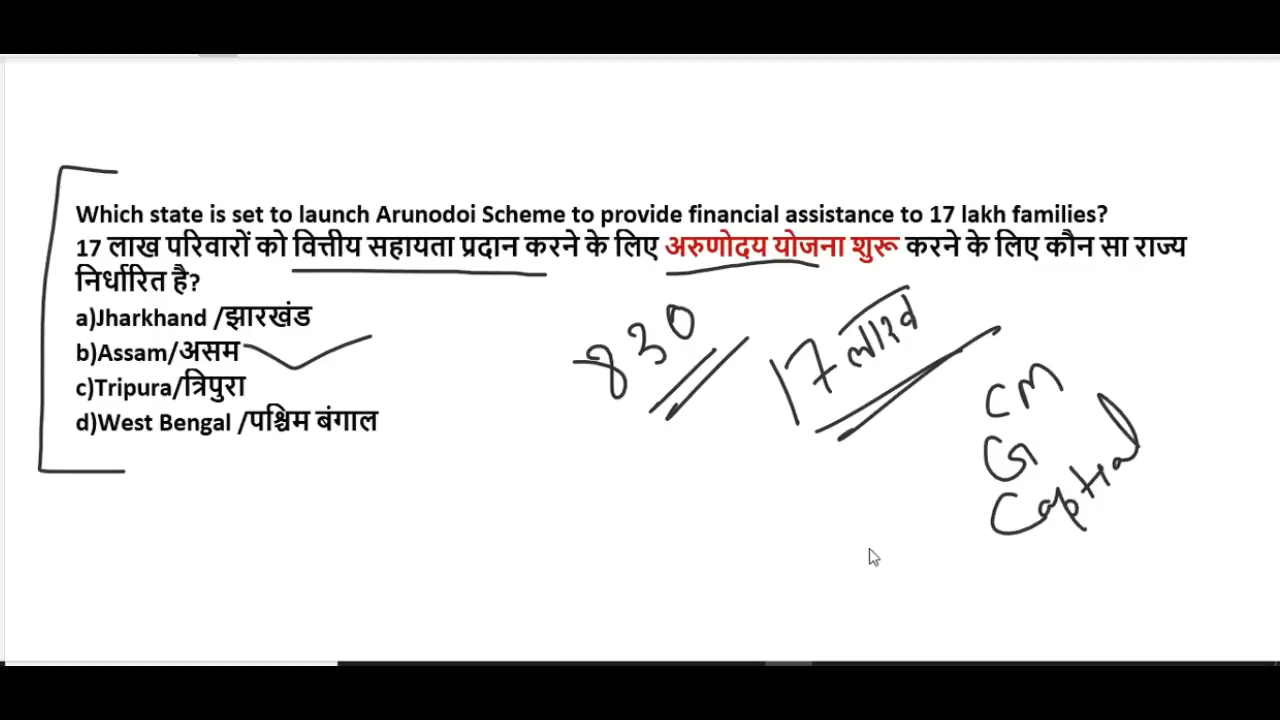 Which state is set to launch Arunodoi Scheme to provide financial assistance to 17 lakh families?
17 लाख परिवारों को वित्तीय सहायता प्रदान करने के लिए अरुणोदय योजना शुरू करने के लिए कौन सा राज्य
निर्धारित है?
a)Jharkhand /झारखंड
b)Assam/असम
c)Tripura/त्रिपुरा
d)West Bengal /पश्चिम बंगाल
830
17 लाख
CM
G
Captial